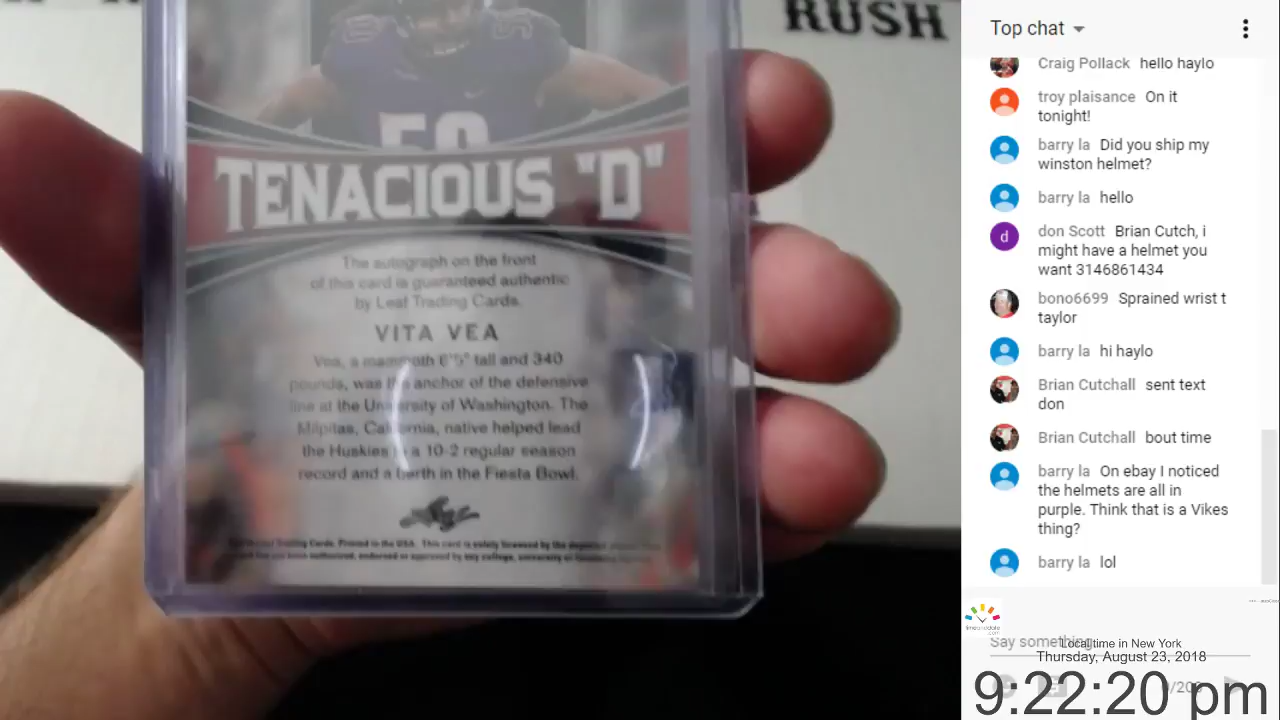 RUSH
50
TENACIOUS "D"
The autograph on the front
of this card is guaranteed authentic
by Leaf Trading Cards.
VITA VEA
Vea, a mammoth 6'5" tall and 340
pounds, was the anchor of the defensive
line at the University of Washington. The
Milpitas, California, native helped lead
the Huskies to a 10-2 regular season
record and a berth in the Fiesta Bowl.
Top chat
Craig Pollack hello haylo
troy plaisance On it
tonight!
barry la Did you ship my
winston helmet?
barry la hello
d
don Scott Brian Cutch, i
might have a helmet you
want 3146861434
bono6699 Sprained wrist t
taylor
barry la hi haylo
Brian Cutchall sent text
don
Brian Cutchall bout time
barry la On ebay I noticed
the helmets are all in
purple. Think that is a Vikes
thing?
barry la lol
Say something...
Local time in New York
Thursday, August 23, 2018
9:22:20 pm